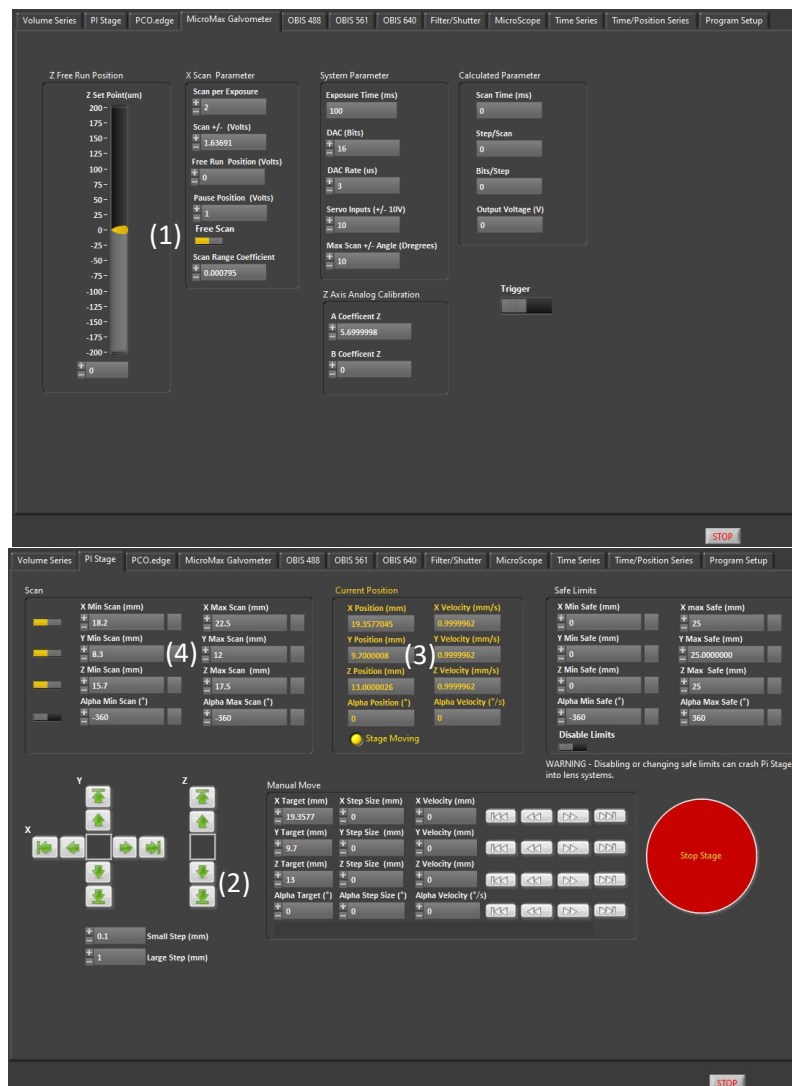 Volume Series PI Stage PCO.edge MicroMax Galvometer OBIS 488 OBIS 561 OBIS 640 Filter/Shutter MicroScope Time Series Time/Position Series Program Setup
Z Free Run Position
Z Set Point(um)
200
175
150
125
100
75
50
25
0
-25
-50
-75
-100
-125
-150
-175
-200
0
(1)
X Scan Parameter
Scan per Exposure
2
Scan +/- (Volts)
1.63691
Free Run Position (Volts)
0
Pause Position (Volts)
1
Free Scan
Scan Range Coefficient
0.000795
System Parameter
Exposure Time (ms)
100
DAC (Bits)
16
DAC Rate (us)
3
Servo Inputs (+/- 10V)
10
Max Scan +/- Angle (Dregrees)
10
Z Axis Analog Calibration
A Coefficent Z
5.6999998
B Coefficent Z
0
Calculated Parameter
Scan Time (ms)
0
Step/Scan
0
Bits/Step
0
Output Voltage (V)
0
Trigger
STOP
Volume Series PI Stage PCO.edge MicroMax Galvometer OBIS 488 OBIS 561 OBIS 640 Filter/Shutter MicroScope Time Series Time/Position Series Program Setup
Scan
X Min Scan (mm) X Max Scan (mm)
18.2 22.5
Y Min Scan (mm) Y Max Scan (mm)
8.3 (4) 12
Z Min Scan (mm) Z Max Scan (mm)
15.7 17.5
Alpha Min Scan (°) Alpha Max Scan (°)
-360 -360
Current Position
X Position (mm) X Velocity (mm/s)
19.3577045 0.9999962
Y Position (mm) Y Velocity (mm/s)
9.7000008 (3) 0.9999962
Z Position (mm) Z Velocity (mm/s)
13.0000026 0.9999962
Alpha Position (°) Alpha Velocity (°/s)
0 0
Stage Moving
Safe Limits
X Min Safe (mm) X max Safe (mm)
0 25
Y Min Safe (mm) Y Max Safe (mm)
0 25.0000000
Z Min Safe (mm) Z Max Safe (mm)
0 25
Alpha Min Safe (°) Alpha Max Safe (°)
-360 360
Disable Limits
WARNING - Disabling or changing safe limits can crash Pi Stage
into lens systems.
Y Z
X
(2)
0.1 Small Step (mm)
1 Large Step (mm)
Manual Move
X Target (mm) X Step Size (mm) X Velocity (mm)
19.3577 0 0
Y Target (mm) Y Step Size (mm) Y Velocity (mm)
9.7 0 0
Z Target (mm) Z Step Size (mm) Z Velocity (mm)
13 0 0
Alpha Target (°) Alpha Step Size (°) Alpha Velocity (°/s)
0 0 0
Stop Stage
STOP